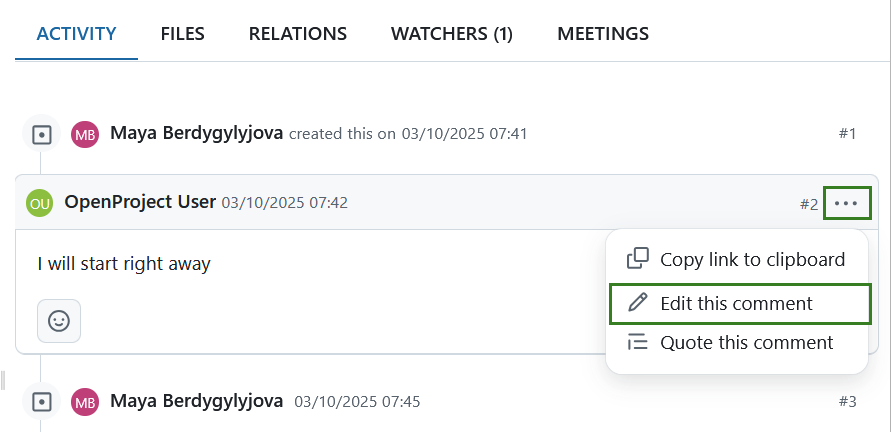 ACTIVITY FILES RELATIONS WATCHERS (1) MEETINGS
MB Maya Berdygylyjova created this on 03/10/2025 07:41 #1
OU OpenProject User 03/10/2025 07:42 #2
I will start right away
Copy link to clipboard
Edit this comment
Quote this comment
MB Maya Berdygylyjova 03/10/2025 07:45 #3